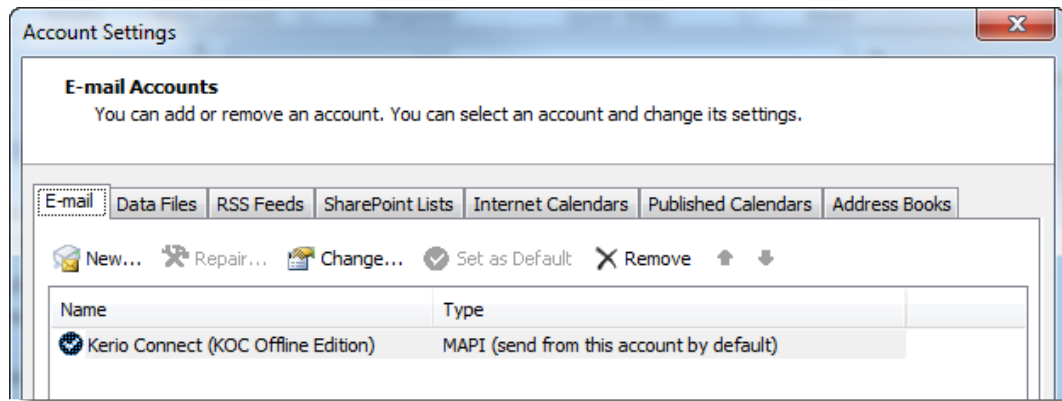 Account Settings
E-mail Accounts
You can add or remove an account. You can select an account and change its settings.
E-mail Data Files RSS Feeds SharePoint Lists Internet Calendars Published Calendars Address Books
New... Repair... Change... Set as Default Remove
Name Type
Kerio Connect (KOC Offline Edition) MAPI (send from this account by default)